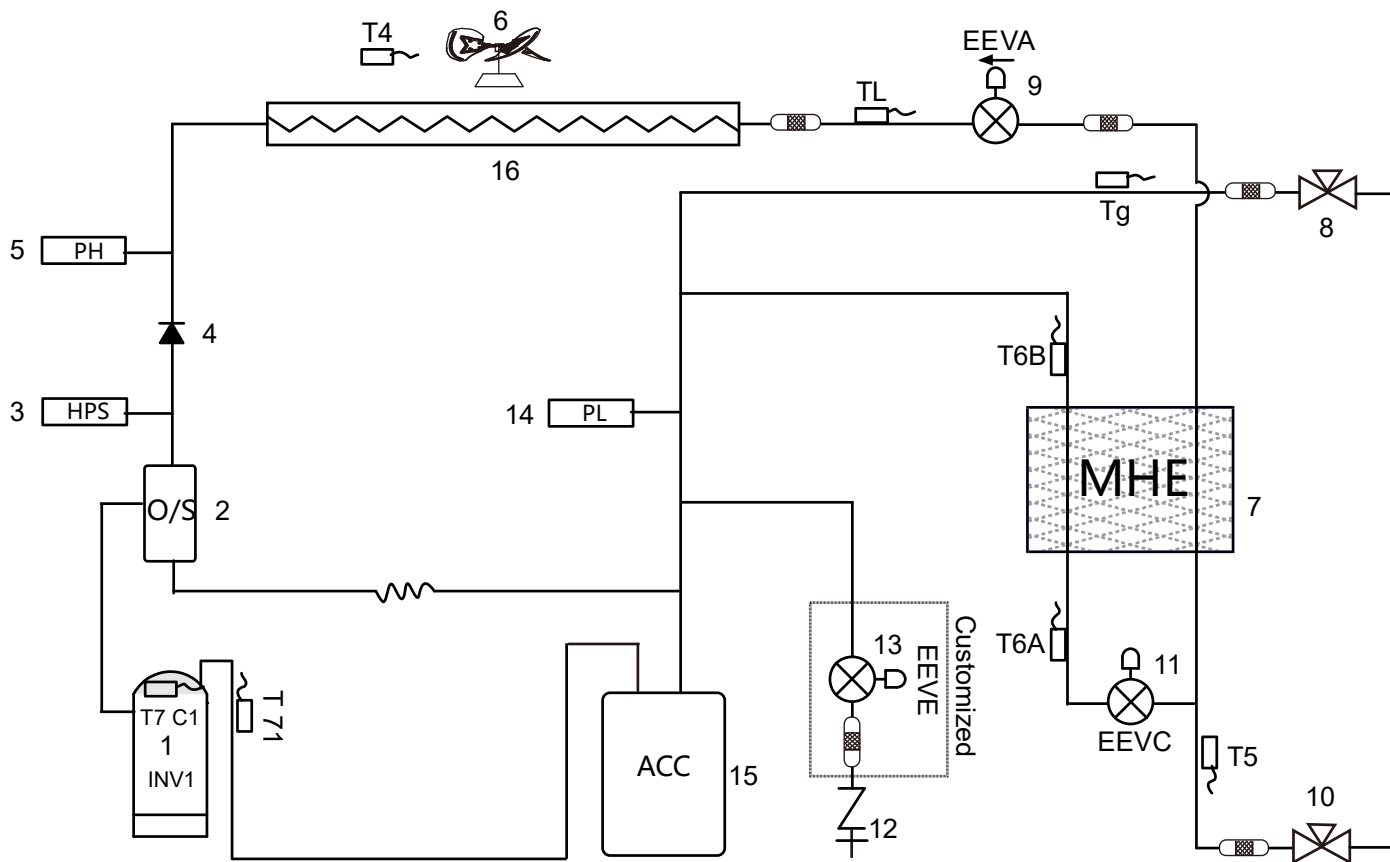 6
T4
EEVA
9
TL
16
Tg
8
5
PH
4
T6B
3
HPS
14
PL
MHE
7
O/S
2
T6A
13
EEVE
Customized
11
EEVC
T5
T7 C1
1
INV1
T 71
ACC
15
10
12